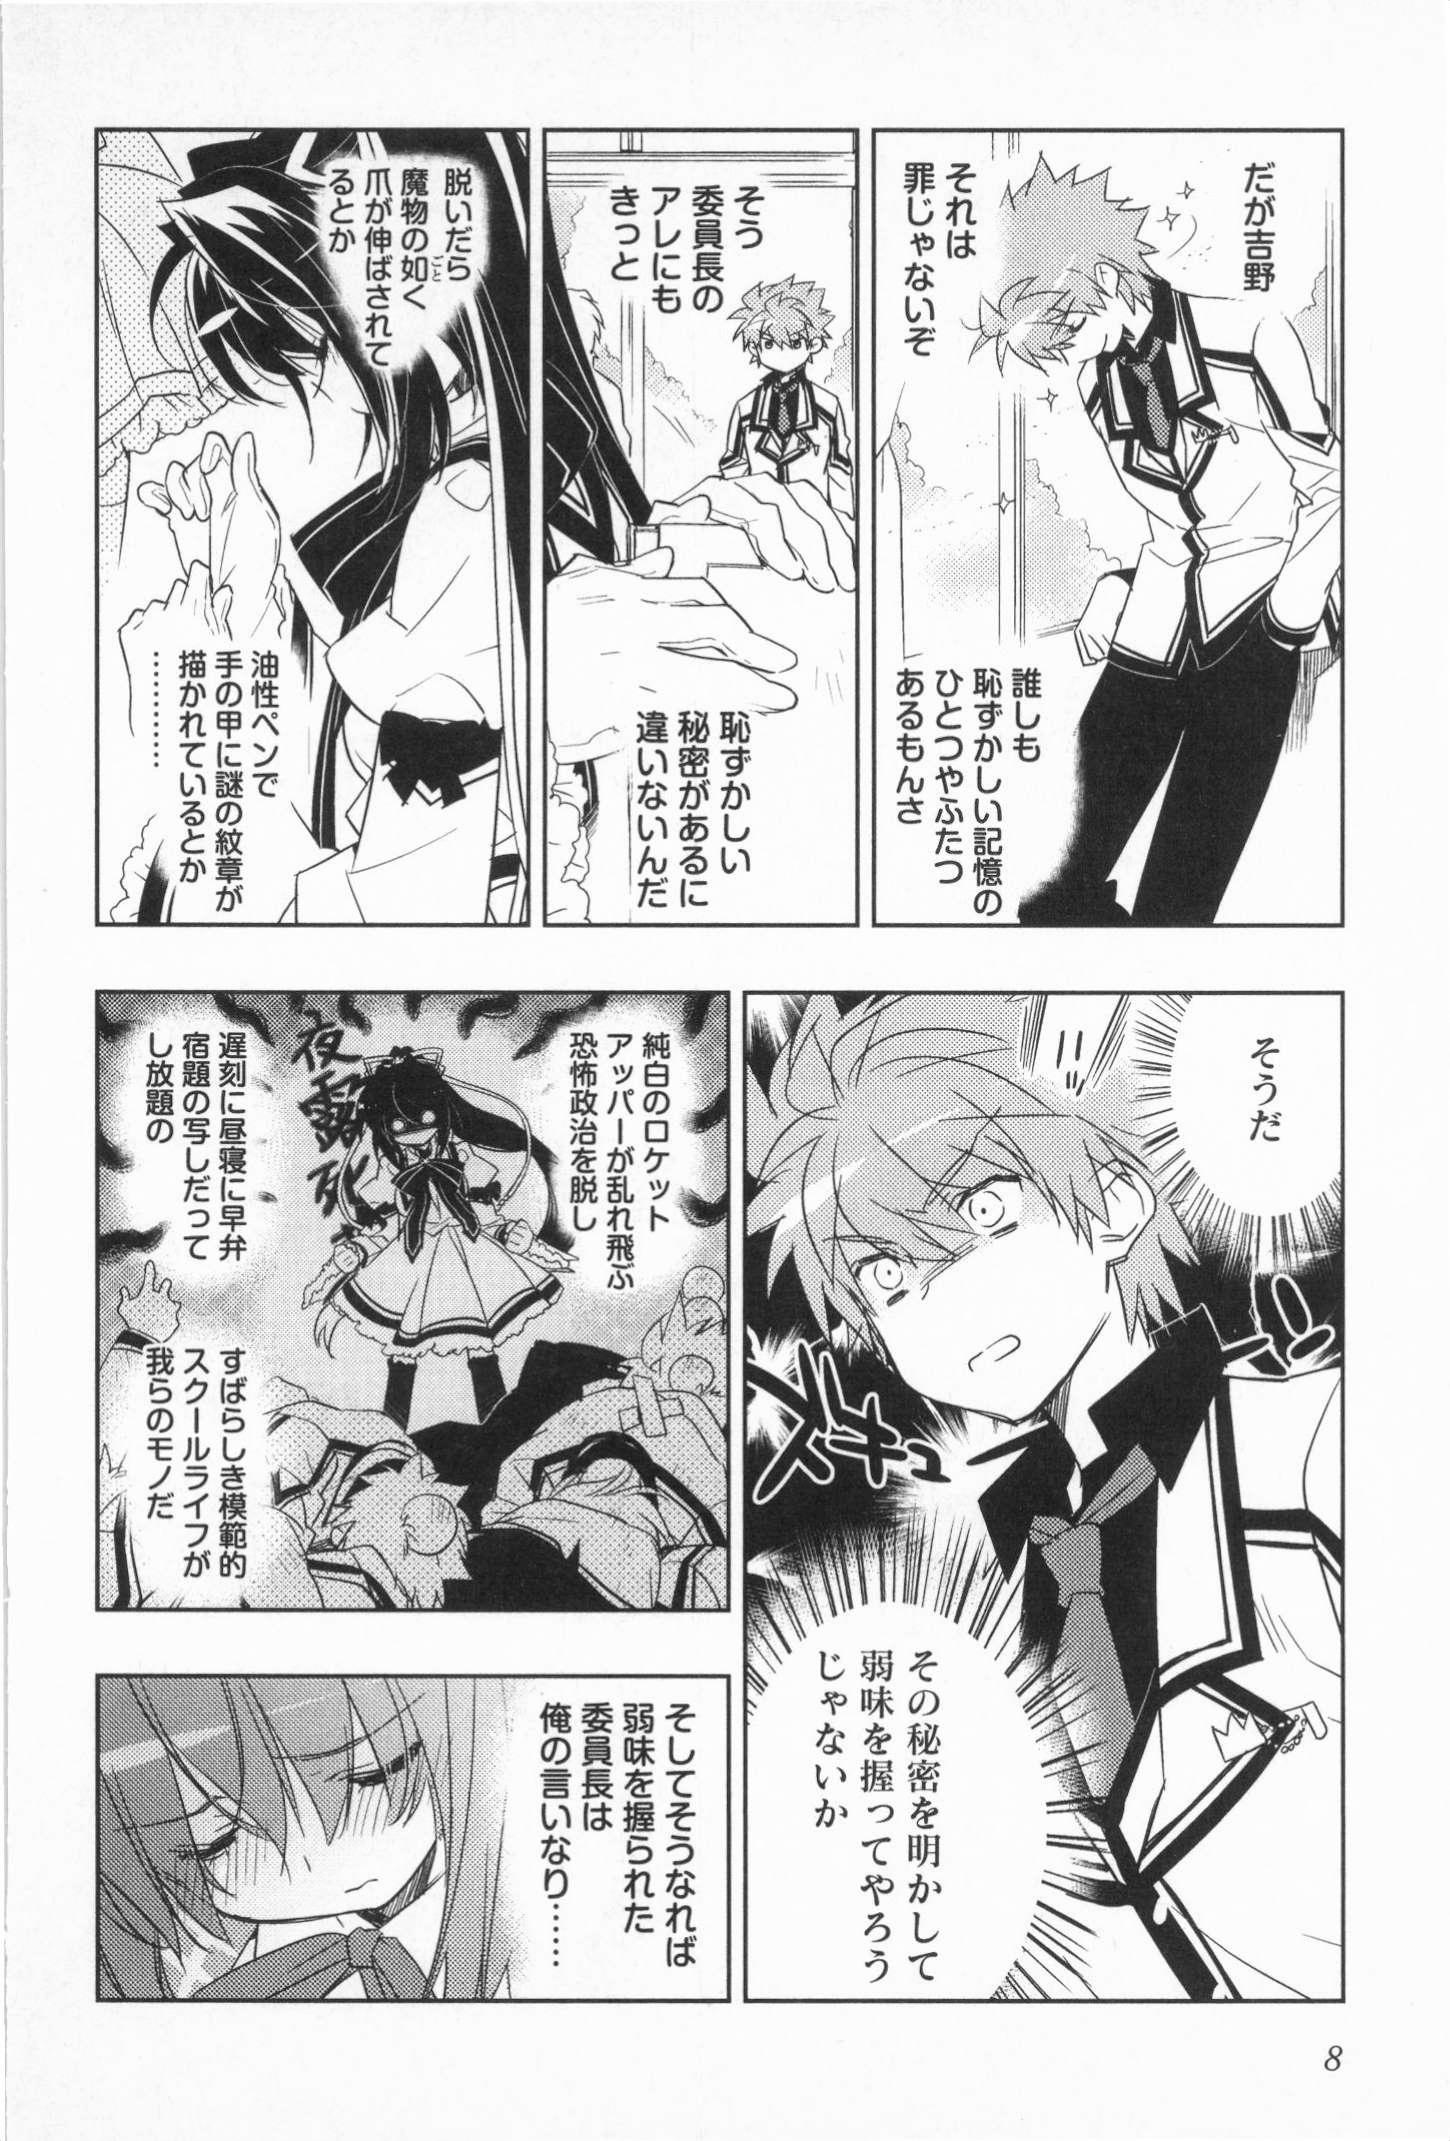 だが吉野
それは
罪じゃないぞ
誰しも
恥ずかしい記憶の
ひとつやふたつ
あるもんさ
そう
委員長の
アレにも
きっと
恥ずかしい
秘密があるに
違いないんだ
脱いだら
魔物の如く
ごと
爪が伸ばされて
るとか
油性ペンで
手の甲に謎の紋章が
描かれているとか
…………
そうだ
!!
ズギュ
ーン
その秘密を明かして
弱味を握ってやろう
じゃないか
純白のロケット
アッパーが乱れ飛ぶ
恐怖政治を脱し
夜露死
遅刻に昼寝に早弁
宿題の写しだって
し放題の
すばらしき模範的
スクールライフが
我らのモノだ
そしてそうなれば
弱味を握られた
委員長は
俺の言いなり……
8